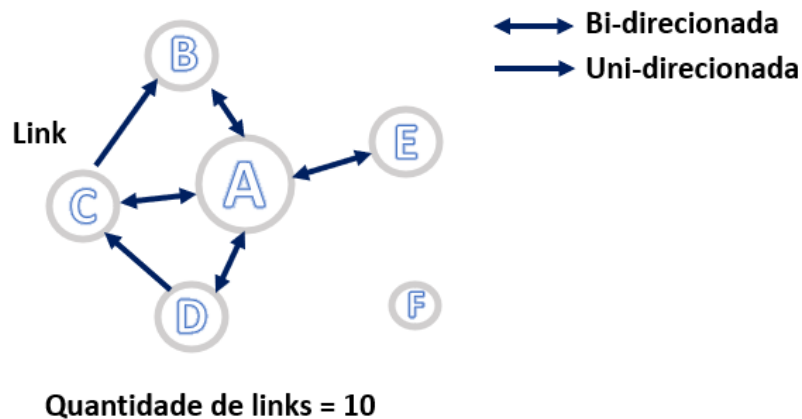 Bi-direcionada
Uni-direcionada
B
Link
E
A
C
D
F
Quantidade de links = 10